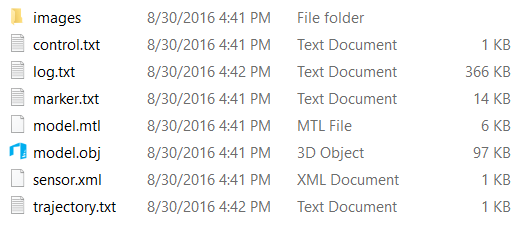 images 8/30/2016 4:41 PM File folder
control.txt 8/30/2016 4:41 PM Text Document 1 KB
log.txt 8/30/2016 4:42 PM Text Document 366 KB
marker.txt 8/30/2016 4:41 PM Text Document 14 KB
model.mtl 8/30/2016 4:41 PM MTL File 6 KB
model.obj 8/30/2016 4:41 PM 3D Object 97 KB
sensor.xml 8/30/2016 4:41 PM XML Document 1 KB
trajectory.txt 8/30/2016 4:42 PM Text Document 1 KB